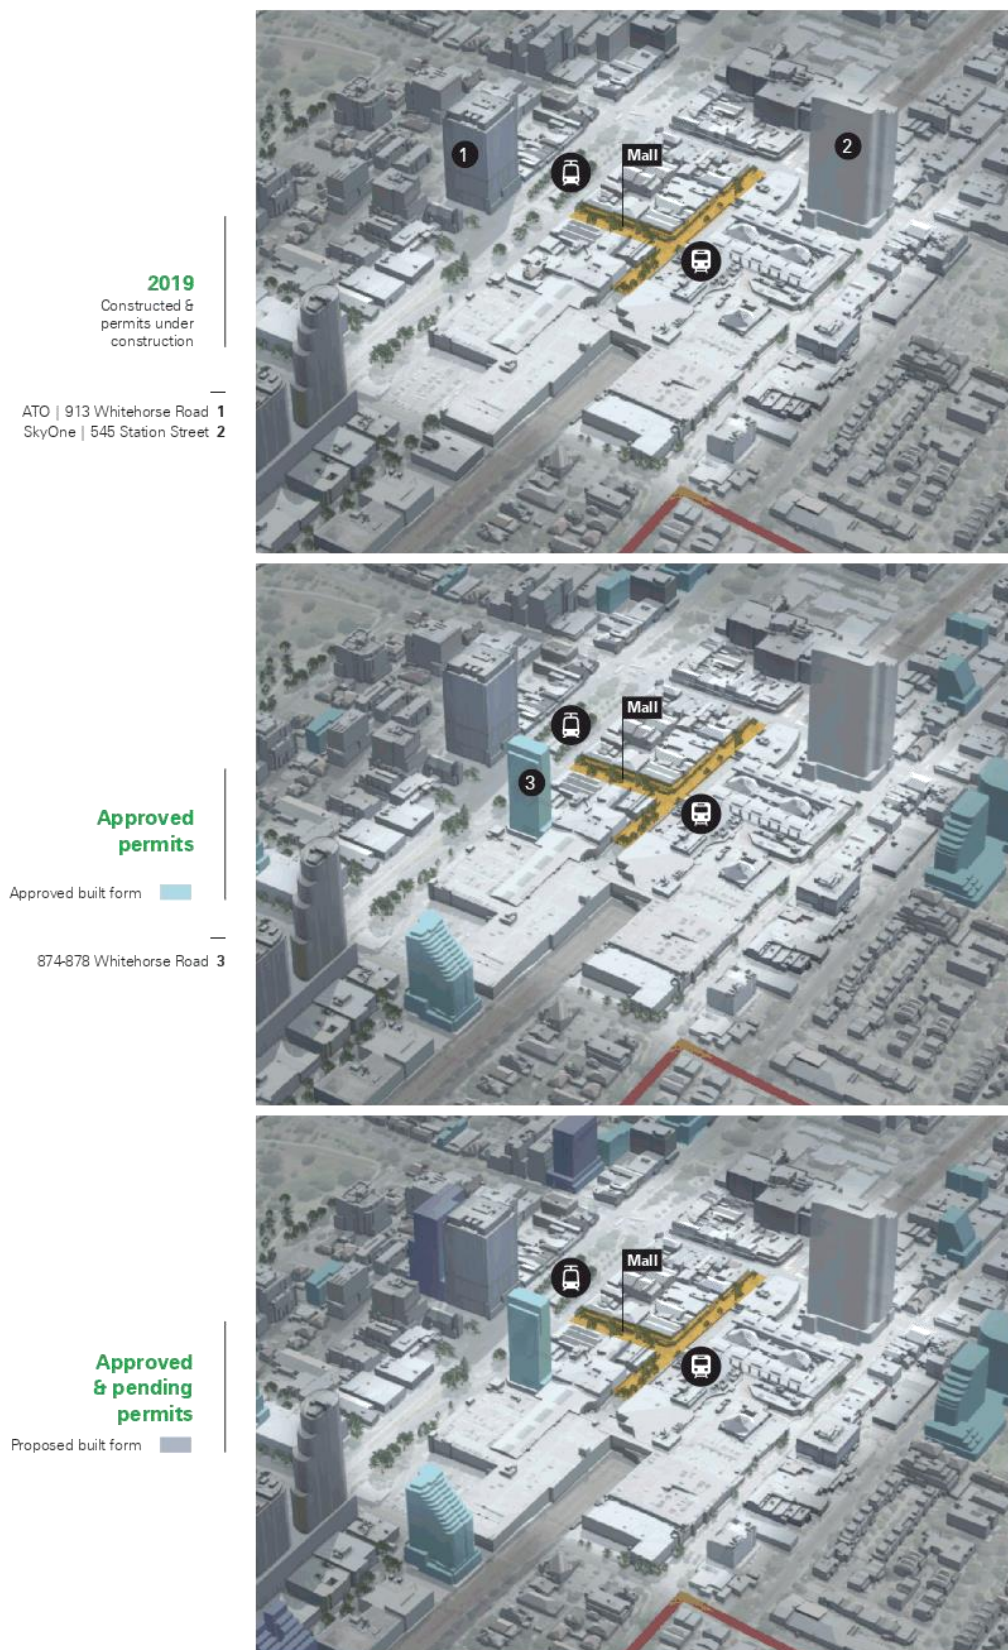 2019
Constructed &
permits under
construction
ATO | 913 Whitehorse Road 1
SkyOne | 545 Station Street 2
1
2
Mall
Approved
permits
Approved built form
874-878 Whitehorse Road 3
Mall
3
Approved
& pending
permits
Proposed built form
Mall